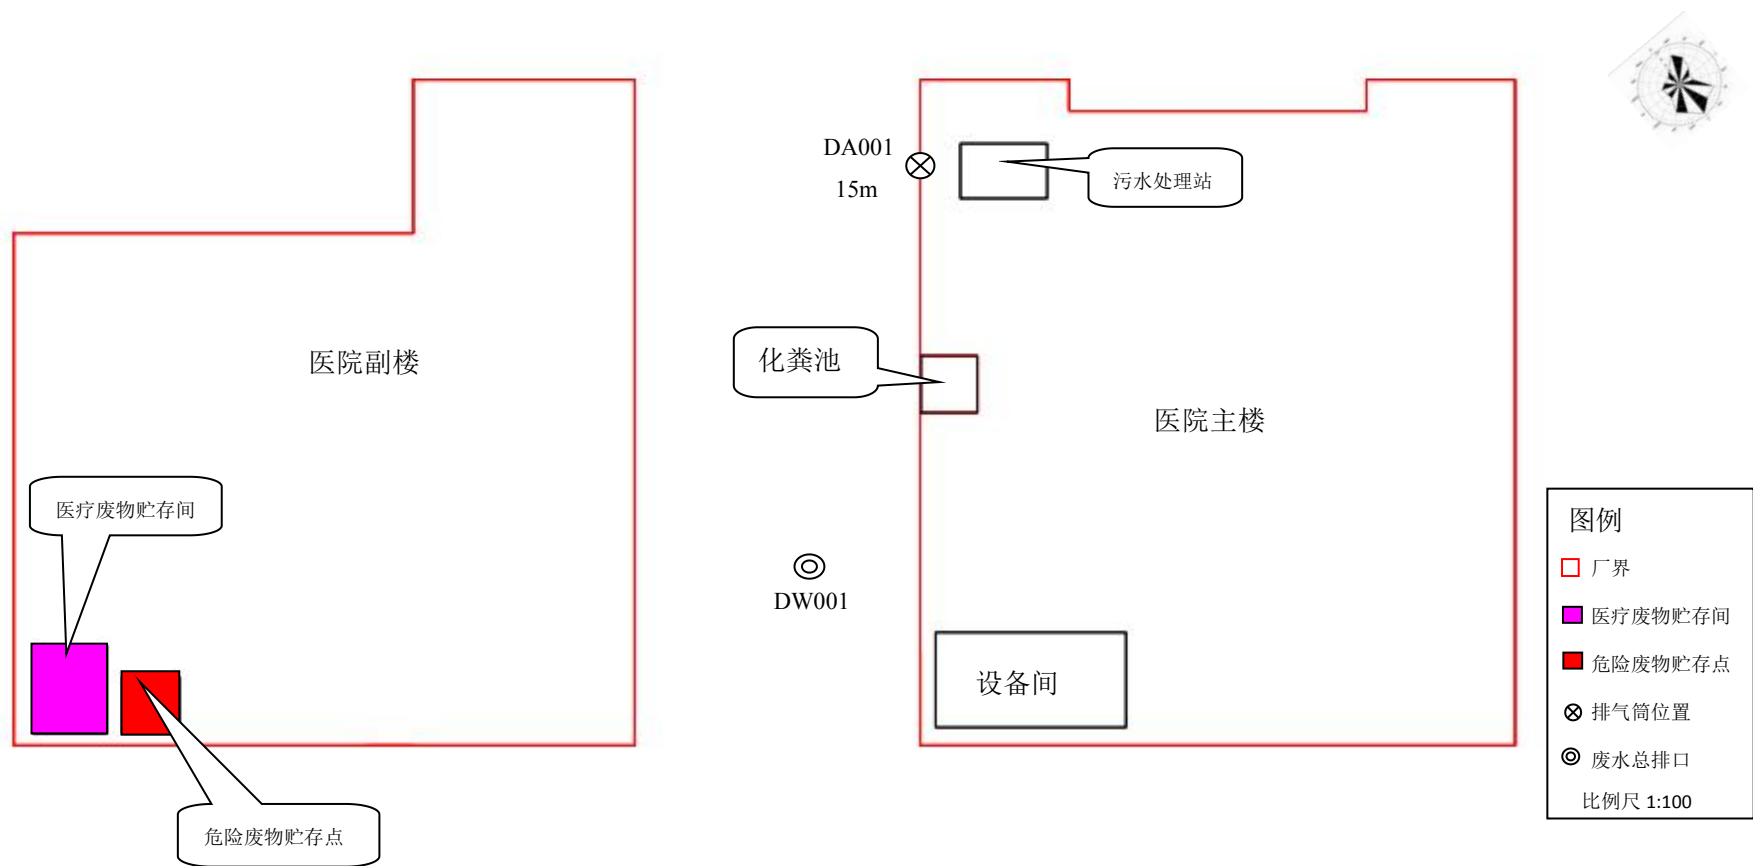 DA001
15m
污水处理站
化粪池
医院副楼
医院主楼
医疗废物贮存间
DW001
设备间
危险废物贮存点
图例
厂界
医疗废物贮存间
危险废物贮存点
排气筒位置
废水总排口
比例尺 1:100